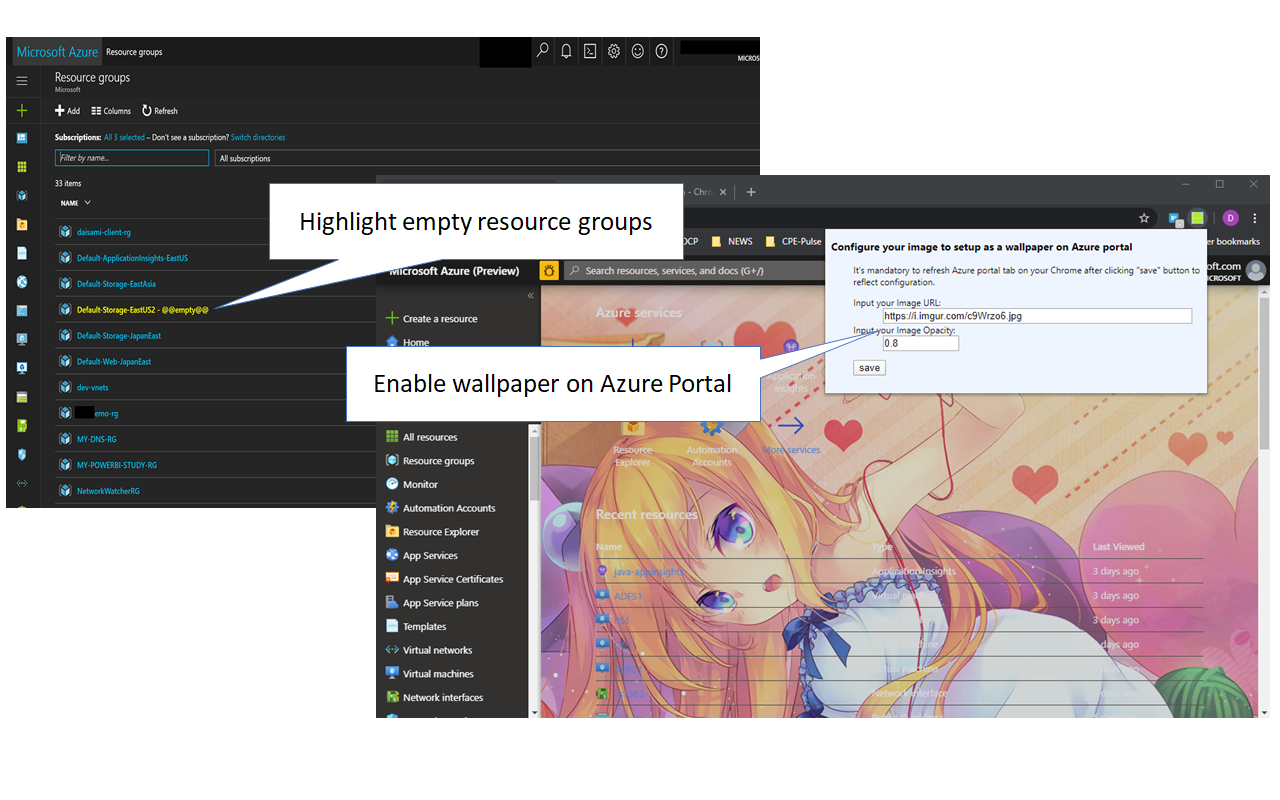 Microsoft Azure Resource groups
MICROS
Resource groups
Microsoft
Add Columns Refresh
Subscriptions: All 3 selected – Don't see a subscription? Switch directories
Filter by name...
All subscriptions
33 items
NAME
daisami-client-rg
Default-ApplicationInsights-EastUS
Default-Storage-EastAsia
Default-Storage-EastUS2 - @@empty@@
Default-Storage-JapanEast
Default-Web-JapanEast
dev-vnets
emo-rg
MY-DNS-RG
MY-POWERBI-STUDY-RG
NetworkWatcherRG
Highlight empty resource groups
- Chro
D
OCP NEWS CPE-Pulse
er bookmarks
Microsoft Azure (Preview)
Search resources, services, and docs (G+/)
oft.com
ICROSOFT
Configure your image to setup as a wallpaper on Azure portal
It's mandatory to refresh Azure portal tab on your Chrome after clicking "save" button to
reflect configuration.
Input your Image URL:
https://i.imgur.com/c9Wrzo6.jpg
Input your Image Opacity:
0.8
save
Enable wallpaper on Azure Portal
«
Create a resource
Home
All resources
Resource groups
Monitor
Automation Accounts
Resource Explorer
App Services
App Service Certificates
App Service plans
Templates
Virtual networks
Virtual machines
Network interfaces
Azure services
Application
Insights
Resource
Explorer
Automation
Accounts
More services
Recent resources
Name Type Last Viewed
java-appinsights Application Insights 3 days ago
ADFS1 Virtual machine 3 days ago
3 days ago
days ago
Virtual machine
Network interface